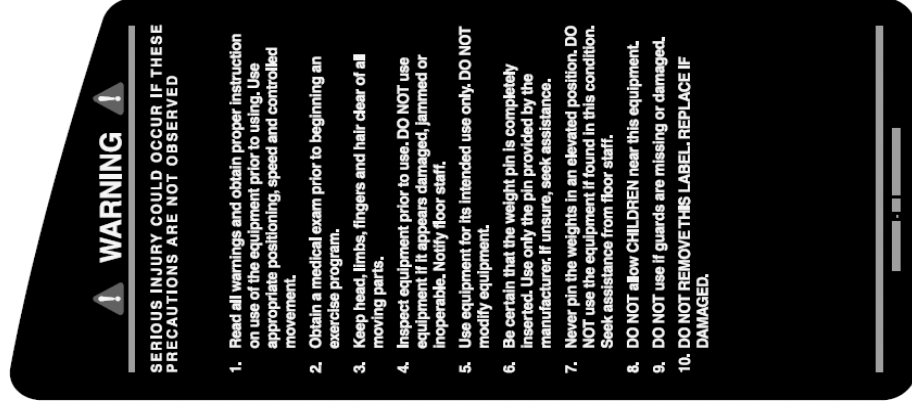 WARNING
SERIOUS INJURY COULD OCCUR IF THESE
PRECAUTIONS ARE NOT OBSERVED
1. Read all warnings and obtain proper instruction
on use of the equipment prior to using. Use
appropriate positioning, speed and controlled
movement.
2. Obtain a medical exam prior to beginning an
exercise program.
3. Keep head, limbs, fingers and hair clear of all
moving parts.
4. Inspect equipment prior to use. DO NOT use
equipment if it appears damaged, jammed or
inoperable. Notify floor staff.
5. Use equipment for its intended use only. DO NOT
modify equipment.
6. Be certain that the weight pin is completely
inserted. Use only the pin provided by the
manufacturer. If unsure, seek assistance.
7. Never pin the weights in an elevated position. DO
NOT use the equipment if found in this condition.
Seek assistance from floor staff.
8. DO NOT allow CHILDREN near this equipment.
9. DO NOT use if guards are missing or damaged.
10. DO NOT REMOVE THIS LABEL. REPLACE IF
DAMAGED.